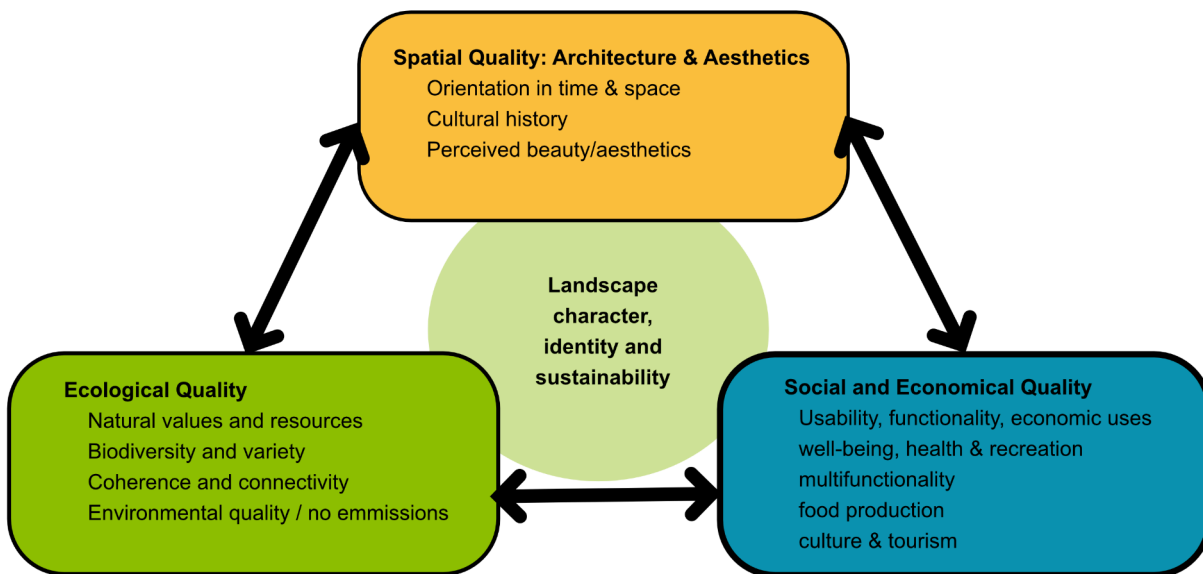 Spatial Quality: Architecture & Aesthetics
Orientation in time & space
Cultural history
Perceived beauty/aesthetics
Landscape
character,
identity and
sustainability
Ecological Quality
Natural values and resources
Biodiversity and variety
Coherence and connectivity
Environmental quality / no emmissions
Social and Economical Quality
Usability, functionality, economic uses
well-being, health & recreation
multifunctionality
food production
culture & tourism